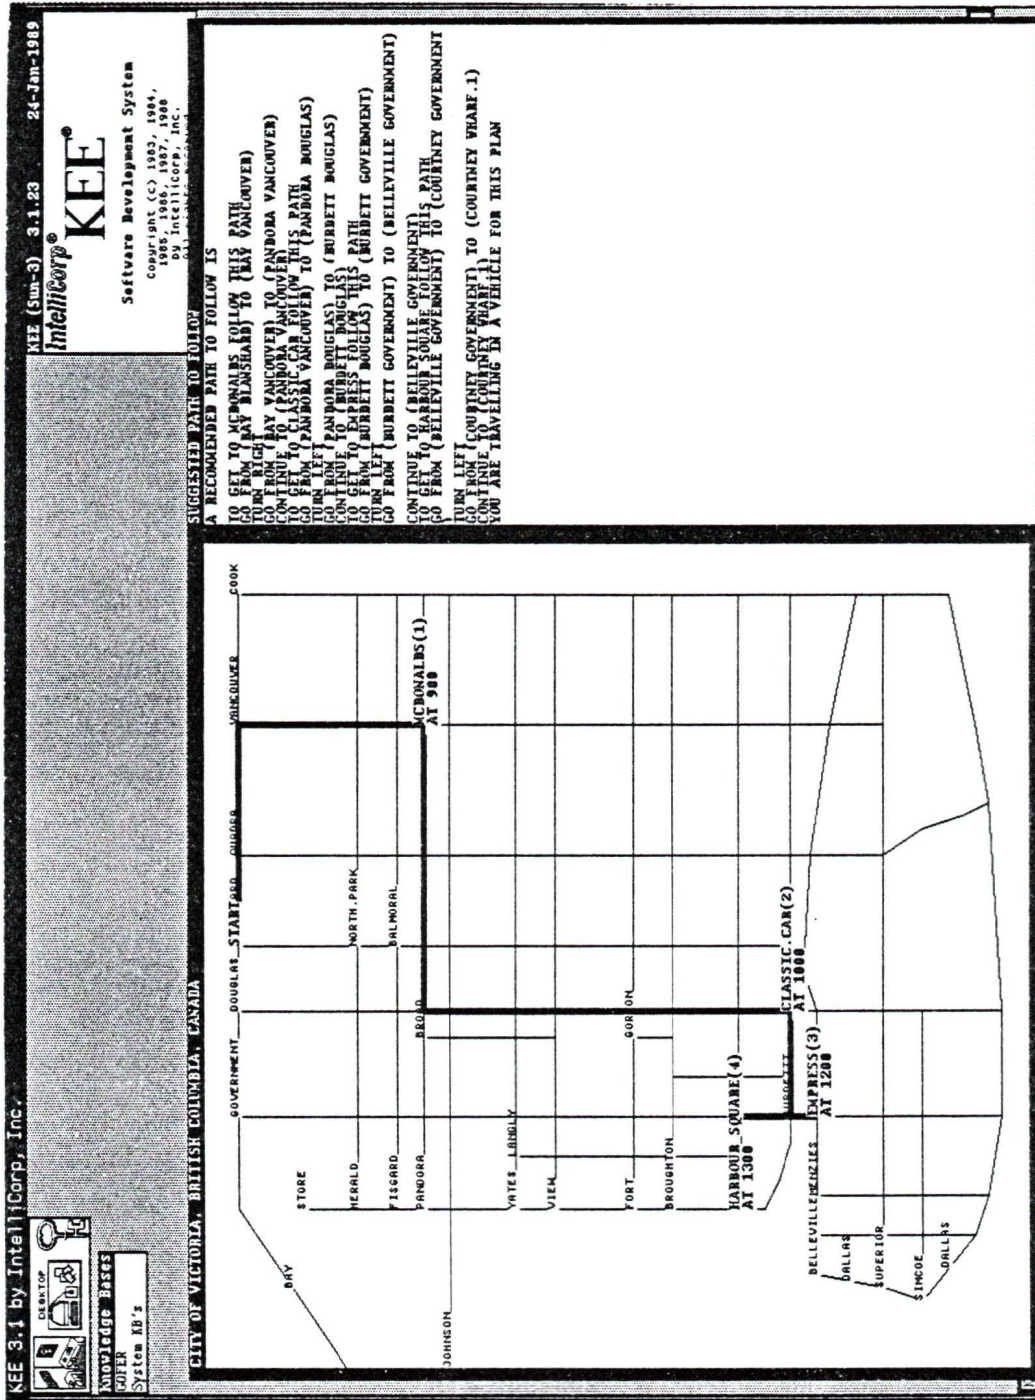 KEE 3.1 by IntelliCorp, Inc.
KEE (Sun-3) 3.1.23 24-Jan-1989
IntelliCorp®
KEE®
Software Development System
Copyright (c) 1983, 1984,
1985, 1986, 1987, 1988
by IntelliCorp, Inc.
DESKTOP
Knowledge Bases
GOFER
System KB's
CITY OF VICTORIA, BRITISH COLUMBIA, CANADA
BAY
GOVERNMENT
DOUGLAS
START
QUADRA
VANCOUVER
COOK
STORE
HERALD
NORTH.PARK
FISGARD
BALMORAL
PANDORA
BROAD
MCDONALDS(1)
AT 900
JOHNSON
YATES
LANGLY
VIEW
FORT
GORDON
BROUGHTON
HARBOUR_SQUARE(4)
AT 1300
CLASSIC.CAR(2)
AT 1000
EMPRESS(3)
AT 1200
BELLEVILLE
MENZIES
DALLAS
SUPERIOR
SIMCOE
DALLAS
SUGGESTED PATH TO FOLLOW
A RECOMMENDED PATH TO FOLLOW IS
TO GET TO MCDONALDS FOLLOW THIS PATH
GO FROM (BAY BLANSHARD) TO (BAY VANCOUVER)
TURN RIGHT
GO FROM (BAY VANCOUVER) TO (PANDORA VANCOUVER)
CONTINUE TO (PANDORA VANCOUVER)
TO GET TO CLASSIC.CAR FOLLOW THIS PATH
GO FROM (PANDORA VANCOUVER) TO (PANDORA DOUGLAS)
TURN LEFT
GO FROM (PANDORA DOUGLAS) TO (BURDETT DOUGLAS)
CONTINUE TO (BURDETT DOUGLAS)
TO GET TO EMPRESS FOLLOW THIS PATH
GO FROM (BURDETT DOUGLAS) TO (BURDETT GOVERNMENT)
TURN LEFT
GO FROM (BURDETT GOVERNMENT) TO (BELLEVILLE GOVERNMENT)
CONTINUE TO (BELLEVILLE GOVERNMENT)
TO GET TO HARBOUR SQUARE FOLLOW THIS PATH
GO FROM (BELLEVILLE GOVERNMENT) TO (COURTNEY GOVERNMENT
)
TURN LEFT
GO FROM (COURTNEY GOVERNMENT) TO (COURTNEY WHARF.1)
CONTINUE TO (COURTNEY WHARF.1)
YOU ARE TRAVELLING IN A VEHICLE FOR THIS PLAN